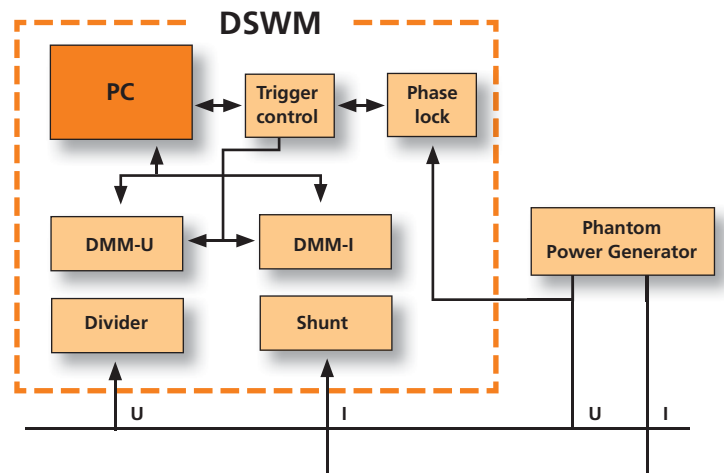 DSWM
PC
Trigger
control
Phase
lock
DMM-U
DMM-I
Phantom
Power Generator
Divider
Shunt
U
I
U
I